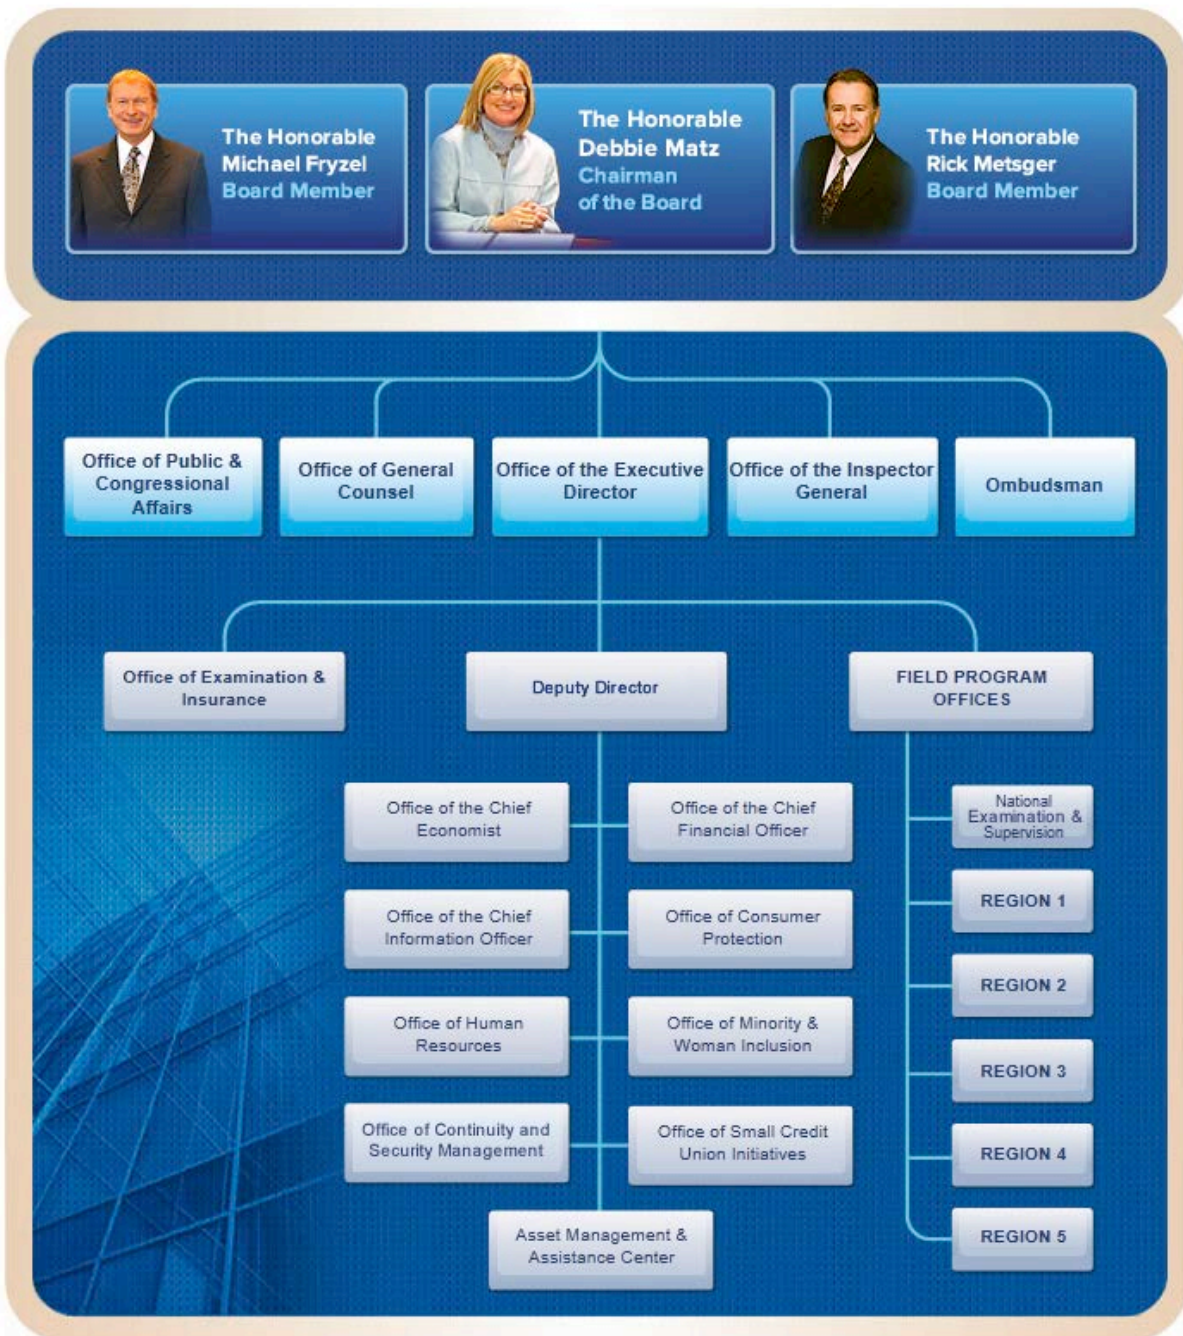 The Honorable
Michael Fryzel
Board Member
The Honorable
Debbie Matz
Chairman
of the Board
The Honorable
Rick Metsger
Board Member
Office of Public &
Congressional
Affairs
Office of General
Counsel
Office of the Executive
Director
Office of the Inspector
General
Ombudsman
Office of Examination &
Insurance
Deputy Director
FIELD PROGRAM
OFFICES
Office of the Chief
Economist
Office of the Chief
Financial Officer
Office of the Chief
Information Officer
Office of Consumer
Protection
Office of Human
Resources
Office of Minority &
Woman Inclusion
Office of Continuity and
Security Management
Office of Small Credit
Union Initiatives
Asset Management &
Assistance Center
National
Examination &
Supervision
REGION 1
REGION 2
REGION 3
REGION 4
REGION 5